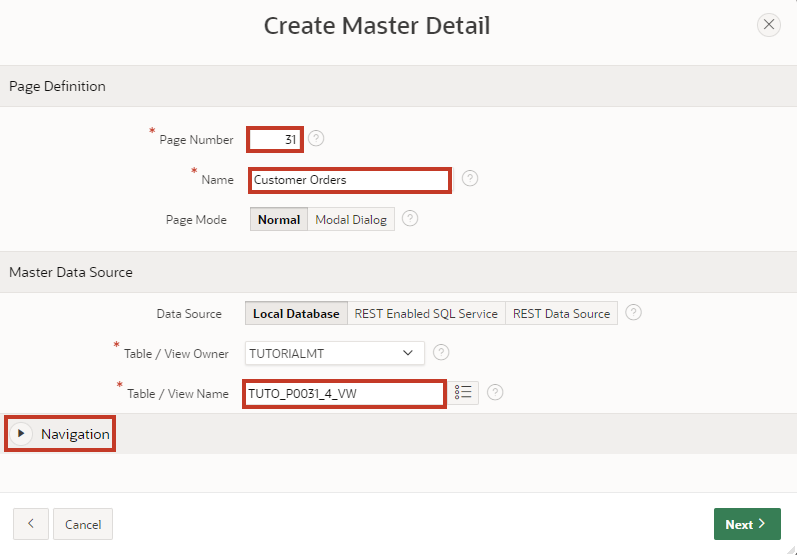 Create Master Detail
Page Definition
* Page Number 31 ?
* Name Customer Orders ?
Page Mode Normal Modal Dialog ?
Master Data Source
Data Source Local Database REST Enabled SQL Service REST Data Source ?
* Table / View Owner TUTORIALMT ?
* Table / View Name TUTO_P0031_4_VW ?
Navigation
Cancel Next